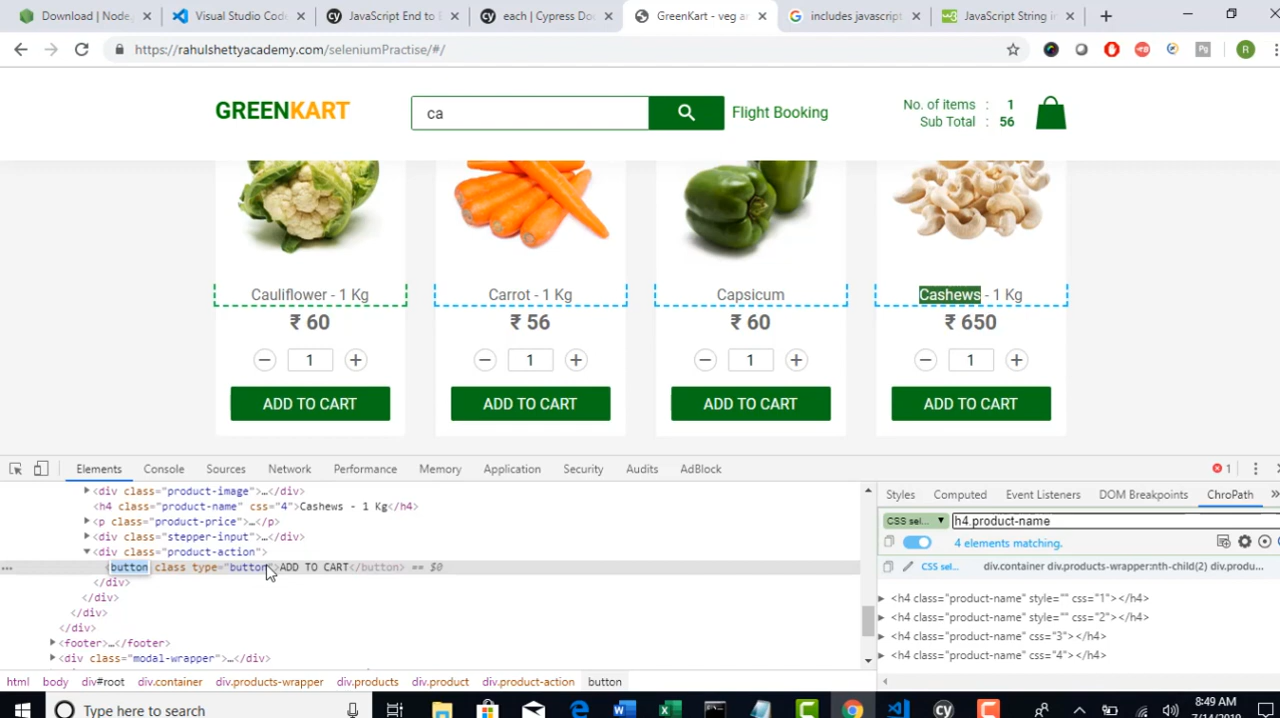 Download | Node.
Visual Studio Code
JavaScript End to E
each | Cypress Do
GreenKart - veg an
includes javascript
JavaScript String in
https://rahulshettyacademy.com/seleniumPractise/#/
R
GREENKART
ca
Flight Booking
No. of items : 1
Sub Total : 56
Cauliflower - 1 Kg
Carrot - 1 Kg
Capsicum
Cashews - 1 Kg
₹ 60
₹ 56
₹ 60
₹ 650
1
1
1
1
ADD TO CART
ADD TO CART
ADD TO CART
ADD TO CART
Elements Console Sources Network Performance Memory Application Security Audits AdBlock
1
<div class="product-image">…</div>
<h4 class="product-name" css="4">Cashews - 1 Kg</h4>
<p class="product-price">…</p>
<div class="stepper-input">…</div>
<div class="product-action">
<button class type="button">ADD TO CART</button> == $0
</div>
</div>
</div>
</div>
<footer>…</footer>
<div class="modal-wrapper">…</div>
html body div#root div.container div.products-wrapper div.products div.product div.product-action button
Styles Computed Event Listeners DOM Breakpoints ChroPath
CSS sel...
h4.product-name
4 elements matching.
CSS sel...
div.container div.products-wrapper:nth-child(2) div.produ...
<h4 class="product-name" style="" css="1"></h4>
<h4 class="product-name" style="" css="2"></h4>
<h4 class="product-name" css="3"></h4>
<h4 class="product-name" css="4"></h4>
Type here to search
8:49 AM